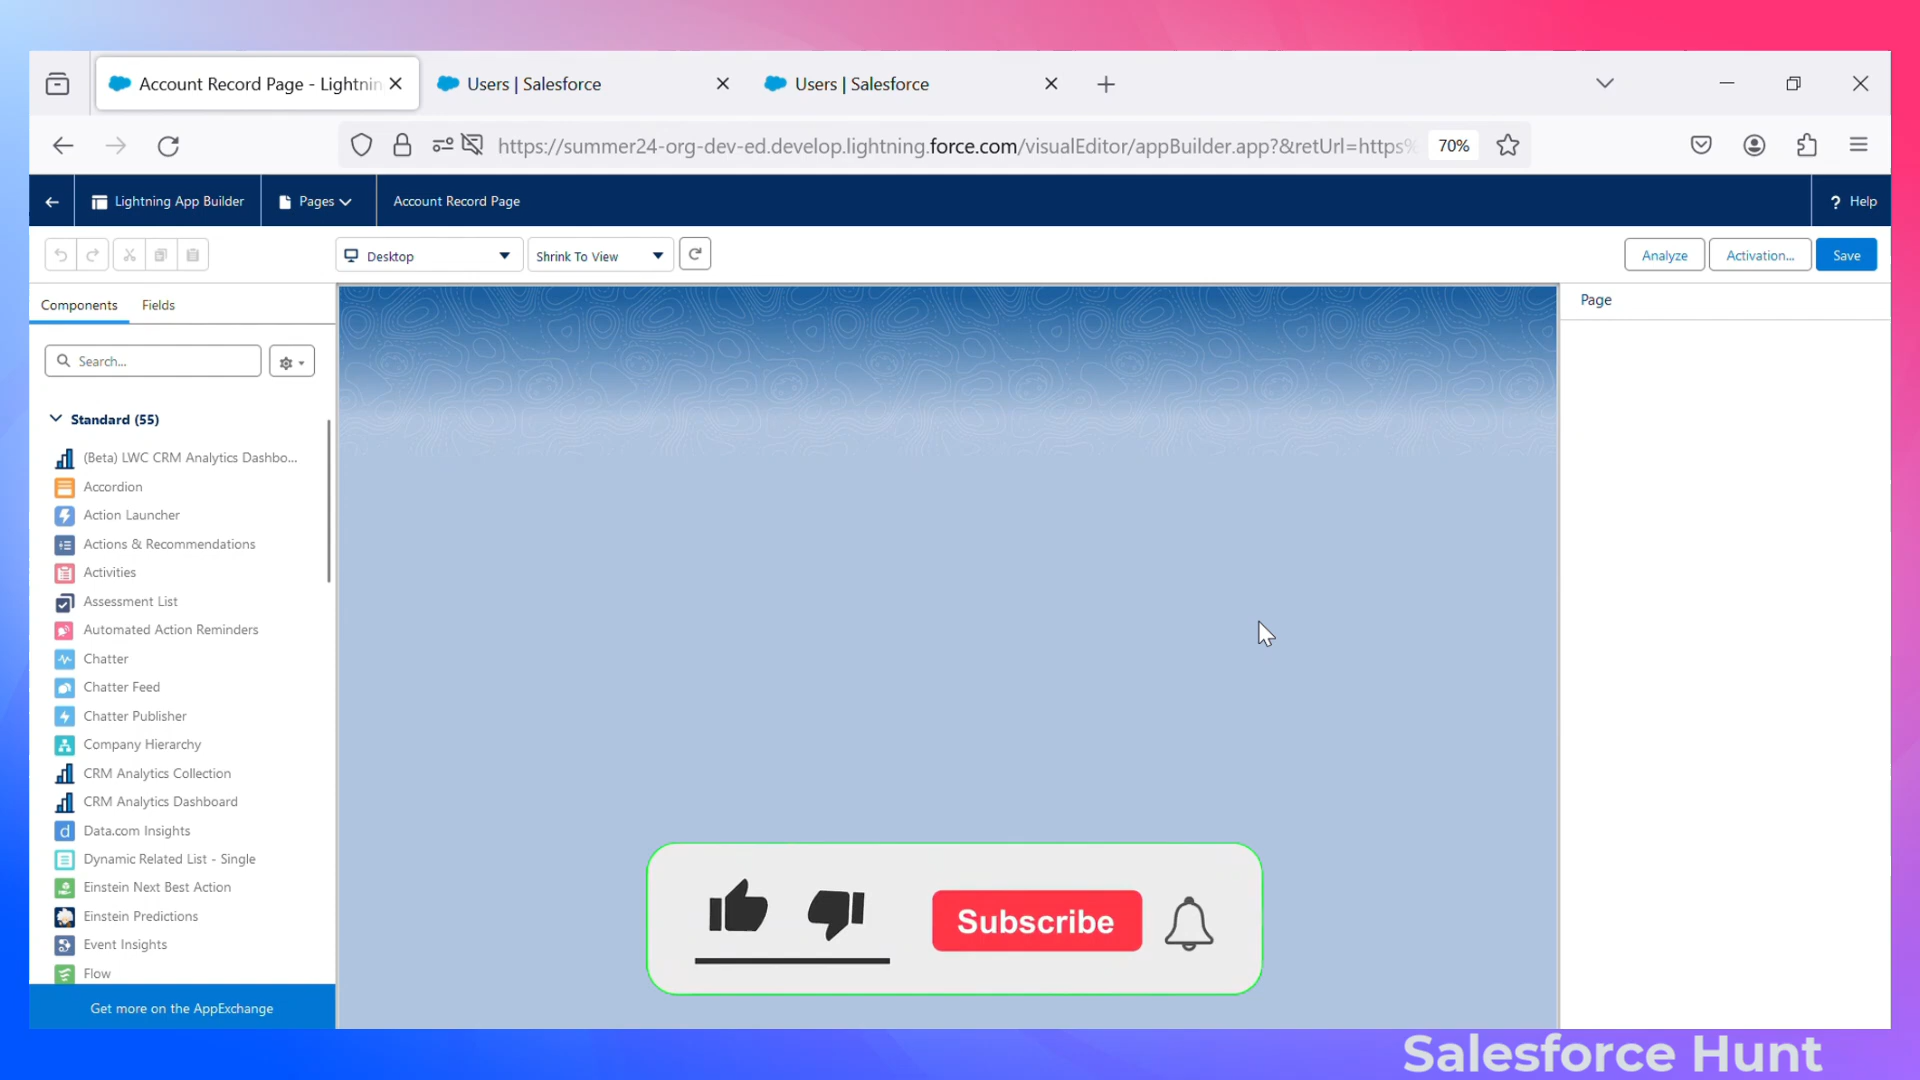 Account Record Page - Lightnin
Users | Salesforce
Users | Salesforce
https://summer24-org-dev-ed.develop.lightning.force.com/visualEditor/appBuilder.app?&retUrl=https%
70%
Lightning App Builder
Pages
Account Record Page
? Help
Desktop
Shrink To View
Analyze
Activation...
Save
Components
Fields
Page
Search...
Standard (55)
(Beta) LWC CRM Analytics Dashbo...
Accordion
Action Launcher
Actions & Recommendations
Activities
Assessment List
Automated Action Reminders
Chatter
Chatter Feed
Chatter Publisher
Company Hierarchy
CRM Analytics Collection
CRM Analytics Dashboard
d Data.com Insights
Dynamic Related List - Single
Einstein Next Best Action
Einstein Predictions
Event Insights
Flow
Get more on the AppExchange
Subscribe
Salesforce Hunt